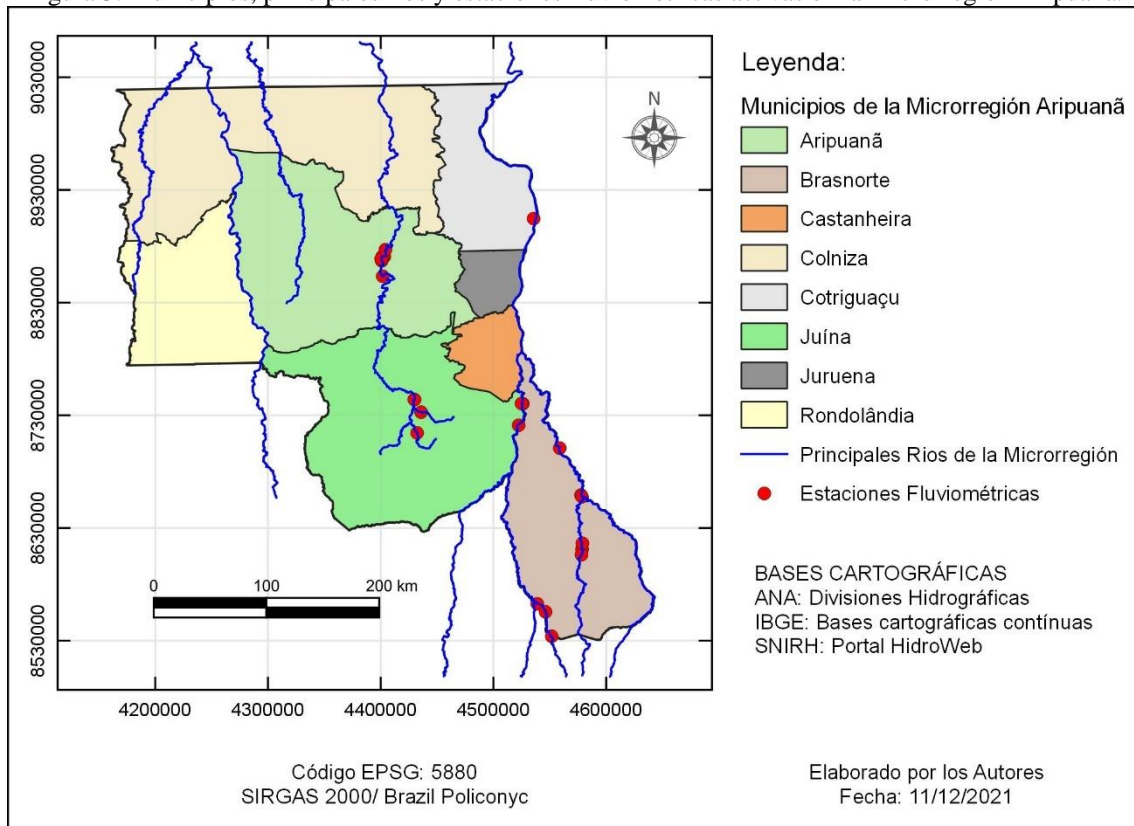 Leyenda:
Municipios de la Microrregión Aripuanã
Aripuanã
Brasnorte
Castanheira
Colniza
Cotriguaçu
Juína
Juruena
Rondolândia
Principales Rios de la Microrregión
Estaciones Fluviométricas
BASES CARTOGRÁFICAS
ANA: Divisiones Hidrográficas
IBGE: Bases cartográficas contínuas
SNIRH: Portal HidroWeb
N
9030000
8930000
8830000
8730000
8630000
8530000
0 100 200 km
4200000 4300000 4400000 4500000 4600000
Código EPSG: 5880
SIRGAS 2000/ Brazil Policonyc
Elaborado por los Autores
Fecha: 11/12/2021